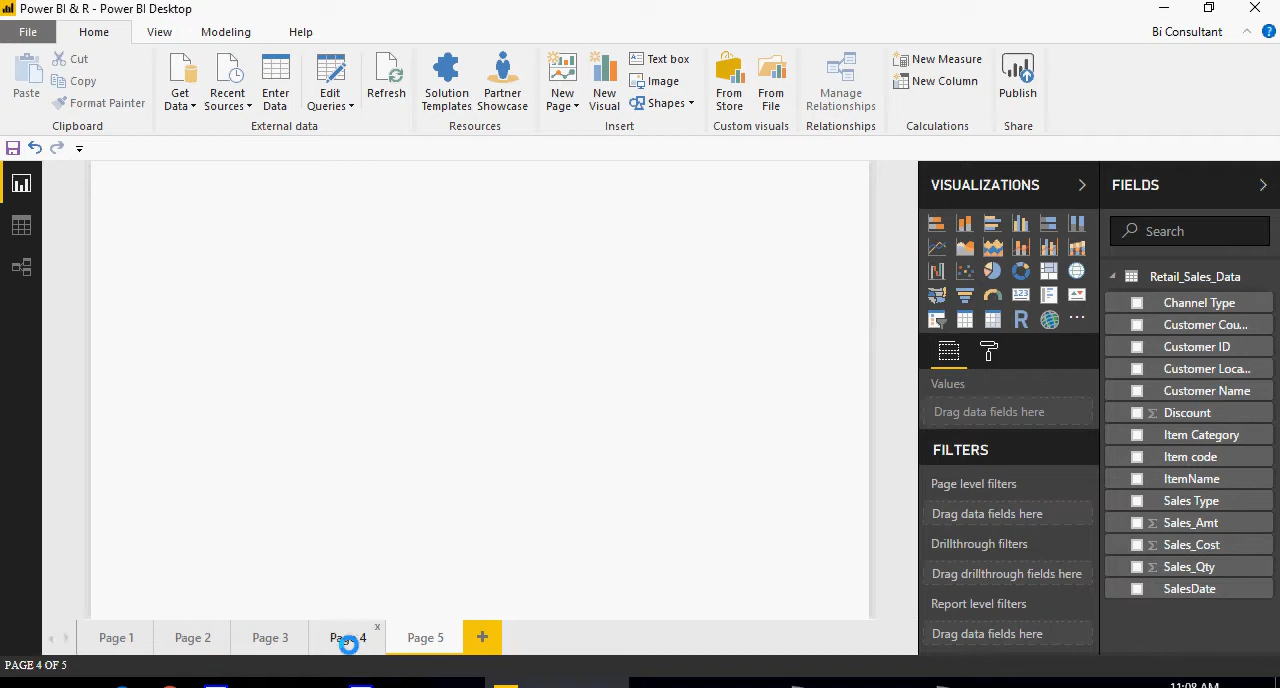 Power BI & R - Power BI Desktop
File Home View Modeling Help Bi Consultant ?
Paste Cut Copy Format Painter
Clipboard
Get Data Recent Sources Enter Data Edit Queries Refresh
External data
Solution Templates Partner Showcase
Resources
New Page New Visual Text box Image Shapes
Insert
From Store From File
Custom visuals
Manage Relationships
Relationships
New Measure New Column
Calculations
Publish
Share
VISUALIZATIONS
123
R
Values
Drag data fields here
FILTERS
Page level filters
Drag data fields here
Drillthrough filters
Drag drillthrough fields here
Report level filters
Drag data fields here
FIELDS
Search
Retail_Sales_Data
Channel Type
Customer Cou...
Customer ID
Customer Loca...
Customer Name
Σ Discount
Item Category
Item code
ItemName
Sales Type
Σ Sales_Amt
Σ Sales_Cost
Σ Sales_Qty
SalesDate
Page 1 Page 2 Page 3 Page 4 x Page 5 +
PAGE 4 OF 5
11:08 AM